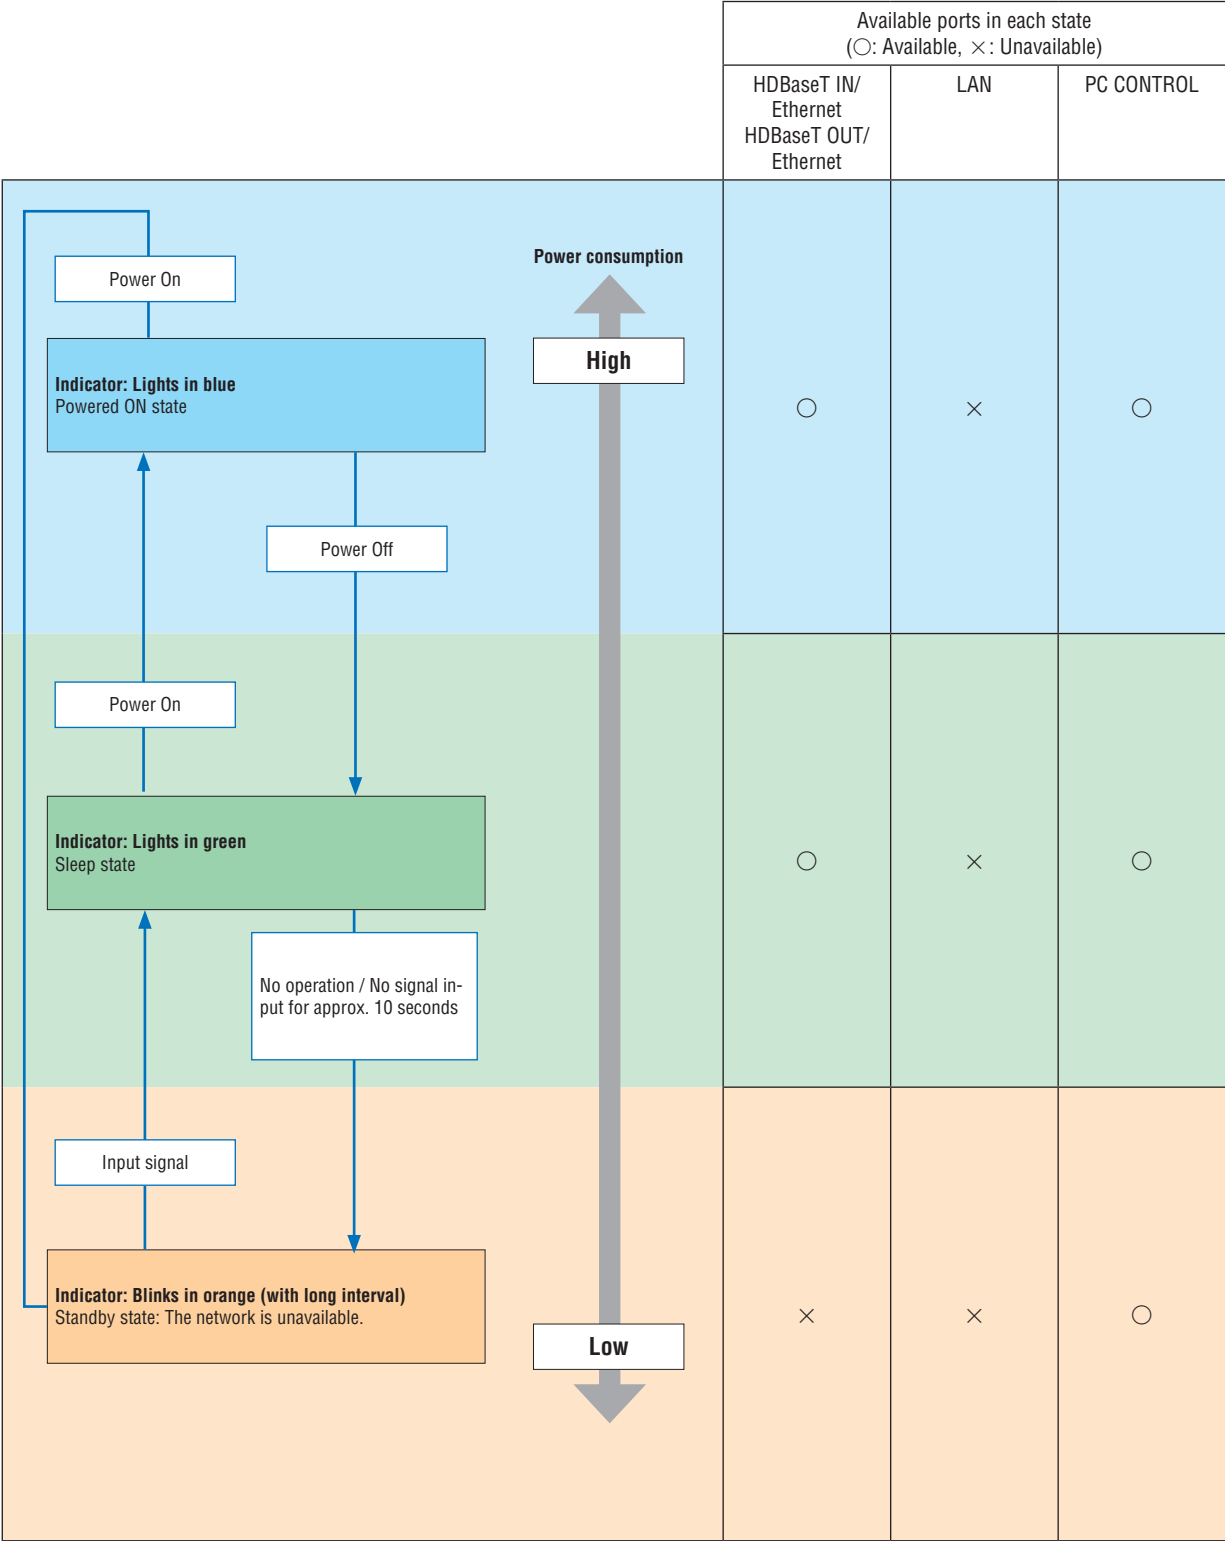 Available ports in each state
(○: Available, ×: Unavailable)
HDBaseT IN/
Ethernet
HDBaseT OUT/
Ethernet
LAN
PC CONTROL
Power On
Power consumption
High
Indicator: Lights in blue
Powered ON state
○
×
○
Power Off
Power On
Indicator: Lights in green
Sleep state
○
×
○
No operation / No signal in-
put for approx. 10 seconds
Input signal
Indicator: Blinks in orange (with long interval)
Standby state: The network is unavailable.
×
×
○
Low